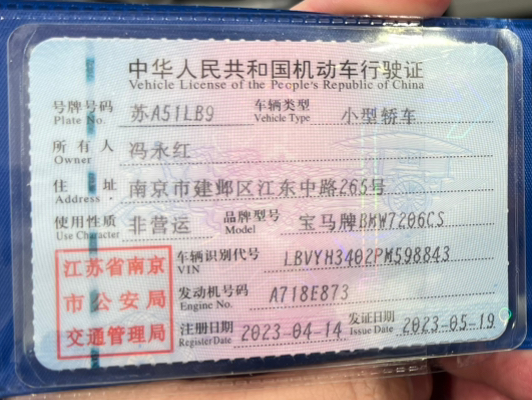 中华人民共和国机动车行驶证
Vehicle License of the People's Republic of China
号牌号码 苏A51LB9 车辆类型 小型轿车
Plate No. Vehicle Type
所有人 冯永红
Owner
住址 南京市建邺区江东中路265号
Address
使用性质 非营运 品牌型号 宝马牌BMW7206CS
Use Character Model
江苏省南京市公安局交通管理局
车辆识别代号 LBVYH3402PM598843
VIN
发动机号码 A718E873
Engine No.
注册日期 2023-04-14 发证日期 2023-05-19
Register Date Issue Date